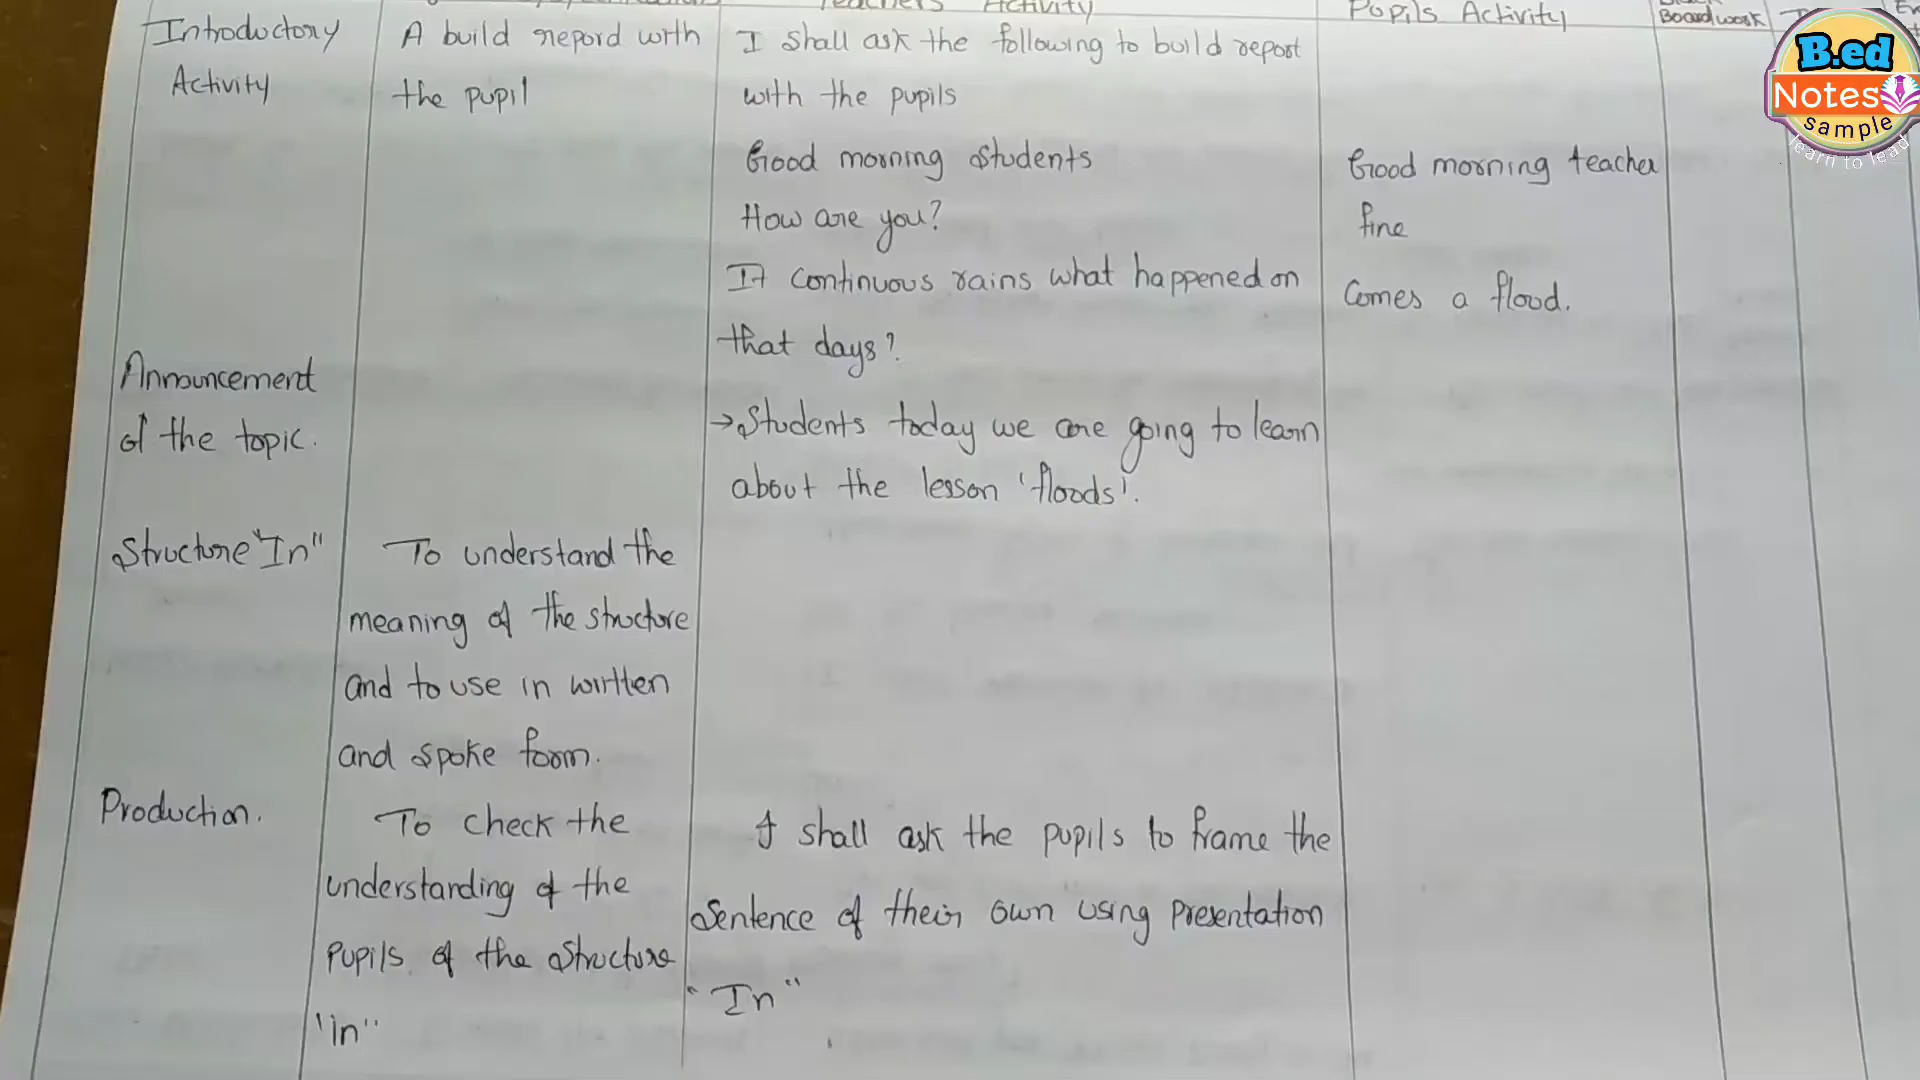 Teachers Activity
Pupils Activity
Board work
Introductory
Activity
A build repord with
the pupil
I shall ask the following to build report
with the pupils
Good morning students
How are you?
It continuous rains what happened on
that days?
Good morning teacher
fine
Comes a flood.
Announcement
of the topic.
→ Students today we are going to learn
about the lesson 'floods'.
Structure "In"
To understand the
meaning of the structure
and to use in written
and spoke form.
Production.
To check the
understanding of the
pupils of the structure
'in"
I shall ask the pupils to frame the
Sentence of their own using presentation
"In"
B.ed
Notes
sample
learn to lead